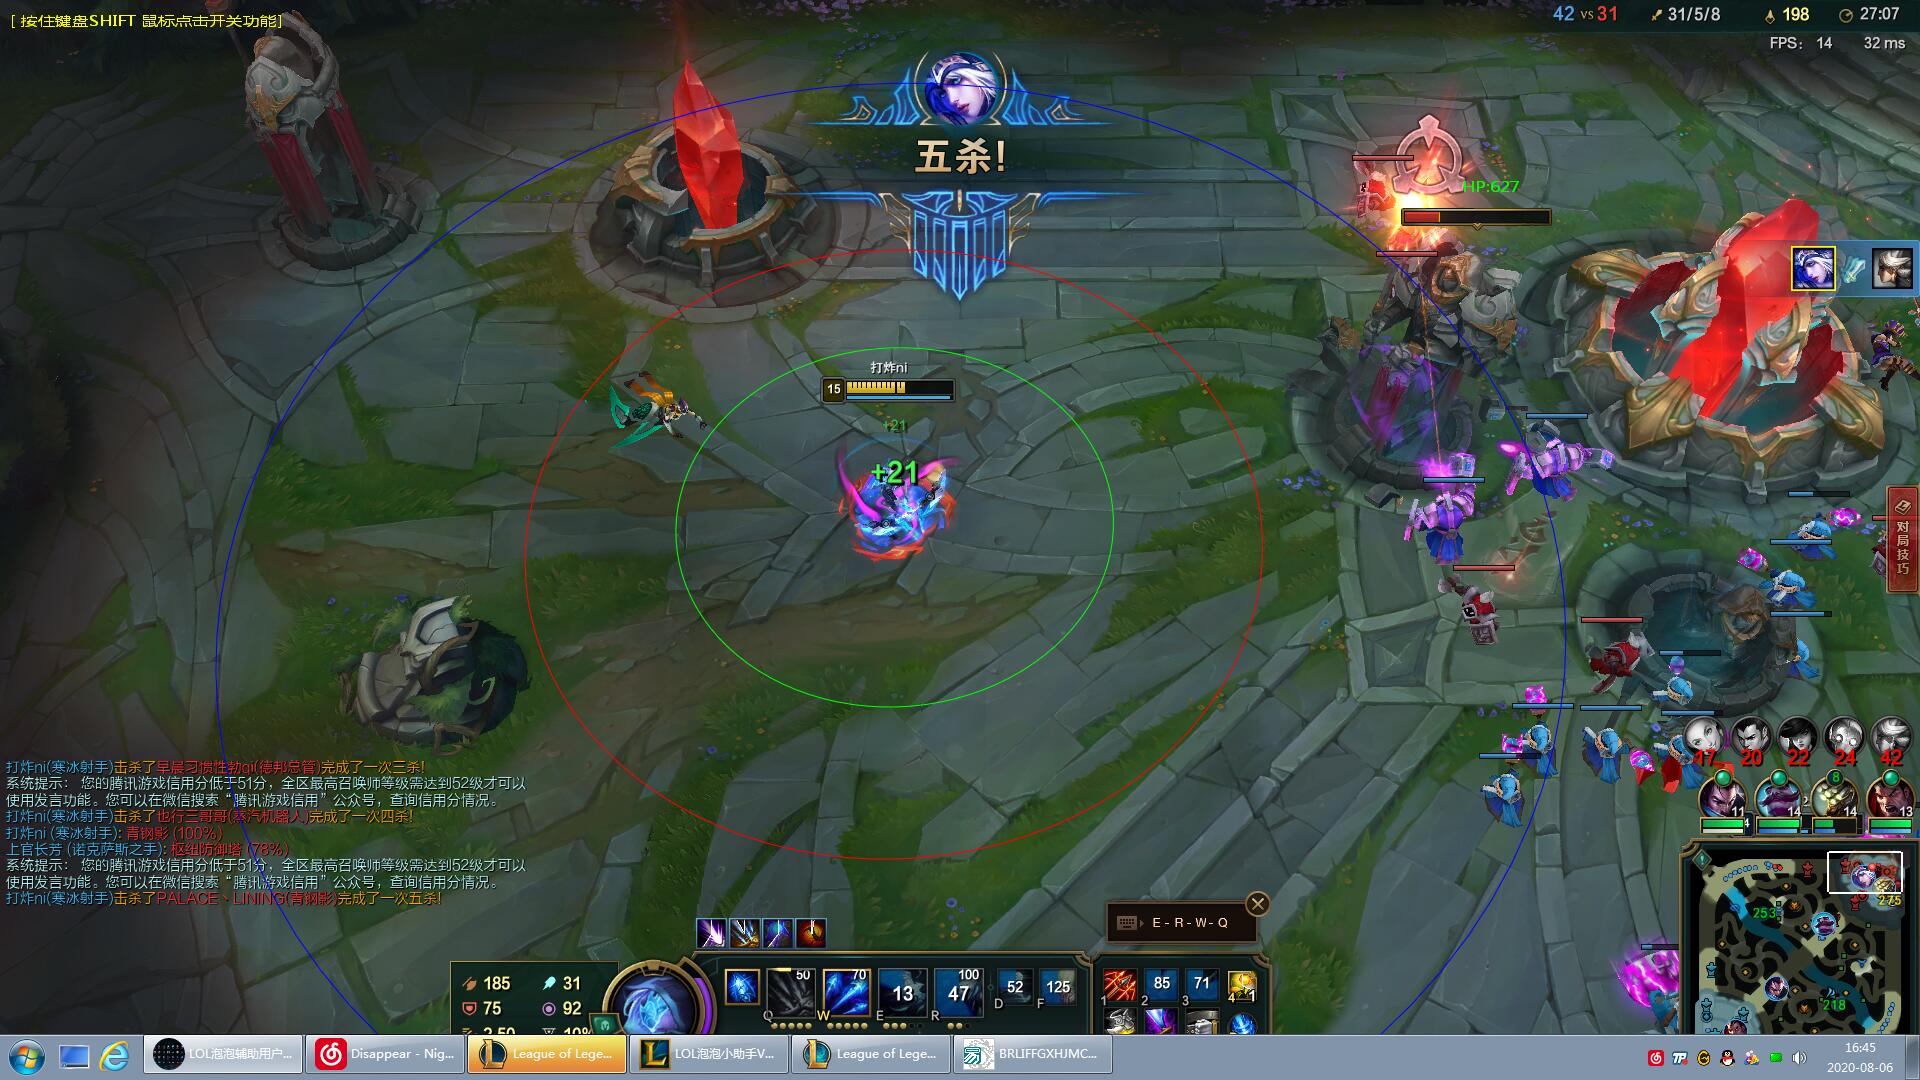 [ 按住键盘SHIFT 鼠标点击开关功能]
42 vs 31
31/5/8
198
27:07
FPS: 14
32 ms
五杀!
HP:627
打炸ni
15
+21
+21
对局技巧
17 20 22 24 42
11 14 14 13
8
打炸ni(寒冰射手)击杀了早晨习惯性勃qi(德邦总管)完成了一次三杀!
系统提示: 您的腾讯游戏信用分低于51分，全区最高召唤师等级需达到52级才可以
使用发言功能。您可以在微信搜索“腾讯游戏信用”公众号，查询信用分情况。
打炸ni(寒冰射手)击杀了也行三哥哥(蒸汽机器人)完成了一次四杀!
打炸ni (寒冰射手): 青钢影 (100%)
上官长芳 (诺克萨斯之手): 枢纽防御塔 (78%)
系统提示: 您的腾讯游戏信用分低于51分，全区最高召唤师等级需达到52级才可以
使用发言功能。您可以在微信搜索“腾讯游戏信用”公众号，查询信用分情况。
打炸ni(寒冰射手)击杀了PALACE丶LINING(青钢影)完成了一次五杀!
E - R - W - Q
275
253
218
185 31
75 92
50 70 13 100 47 52 125
Q W E R D F
1 85 2 71 3 4 1
LOL泡泡辅助用户...
Disappear - Nig...
League of Lege...
LOL泡泡小助手V...
League of Lege...
BRLIFFGXHJMC...
16:45
2020-08-06